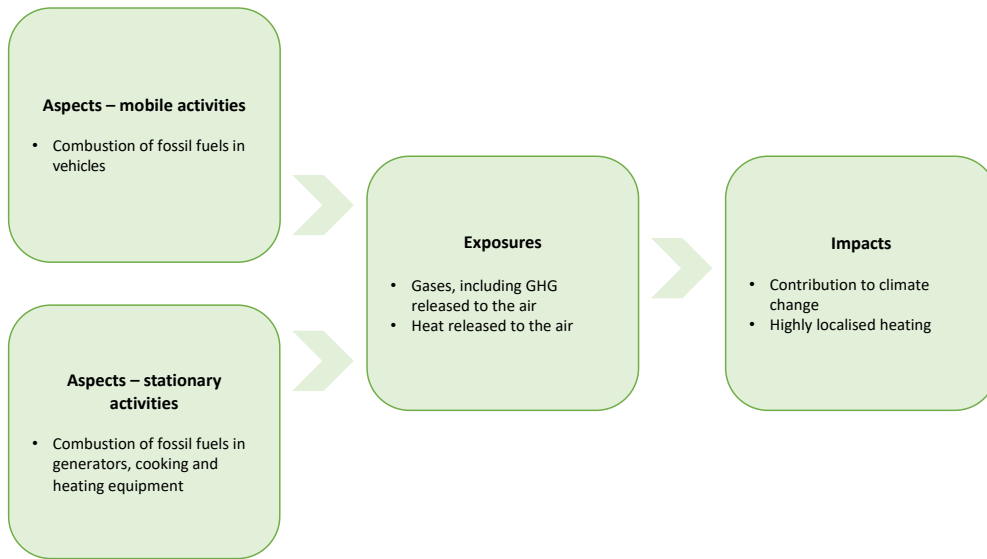 Aspects – mobile activities
• Combustion of fossil fuels in
vehicles
Aspects – stationary
activities
• Combustion of fossil fuels in
generators, cooking and
heating equipment
Exposures
• Gases, including GHG
released to the air
• Heat released to the air
Impacts
• Contribution to climate
change
• Highly localised heating